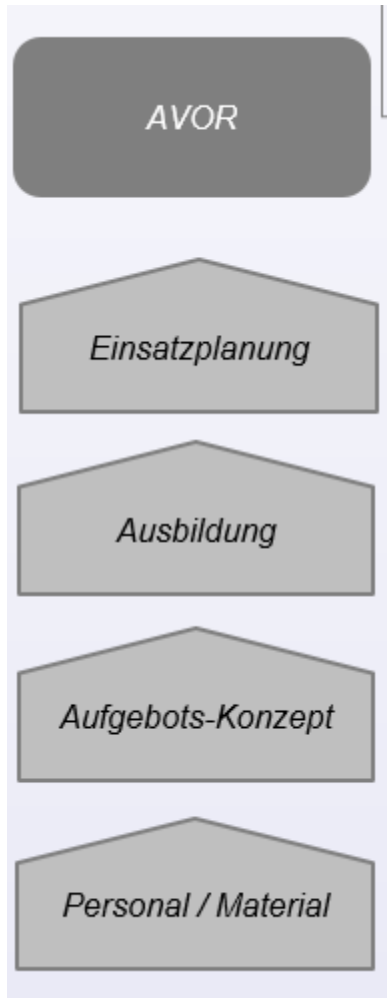 AVOR
Einsatzplanung
Ausbildung
Aufgebots-Konzept
Personal / Material